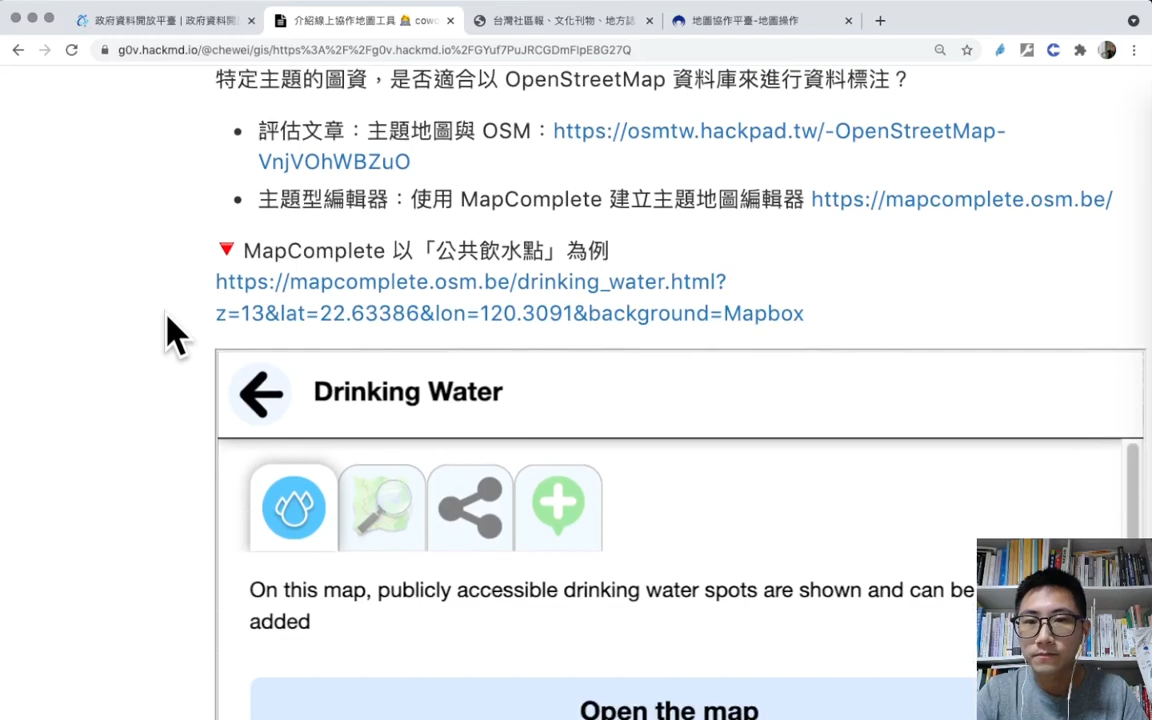 政府資料開放平臺 | 政府資料開
介紹線上協作地圖工具 🙋 cowo
台灣社區報、文化刊物、地方誌
地圖協作平臺-地圖操作
g0v.hackmd.io/@chewei/gis/https%3A%2F%2Fg0v.hackmd.io%2FGYuf7PuJRCGDmFlpE8G27Q
特定主題的圖資，是否適合以 OpenStreetMap 資料庫來進行資料標注？
• 評估文章：主題地圖與 OSM：https://osmtw.hackpad.tw/-OpenStreetMap-
VnjVOhWBZuO
• 主題型編輯器：使用 MapComplete 建立主題地圖編輯器 https://mapcomplete.osm.be/
🔻 MapComplete 以「公共飲水點」為例
https://mapcomplete.osm.be/drinking_water.html?
z=13&lat=22.63386&lon=120.3091&background=Mapbox
Drinking Water
On this map, publicly accessible drinking water spots are shown and can be
added
Open the map